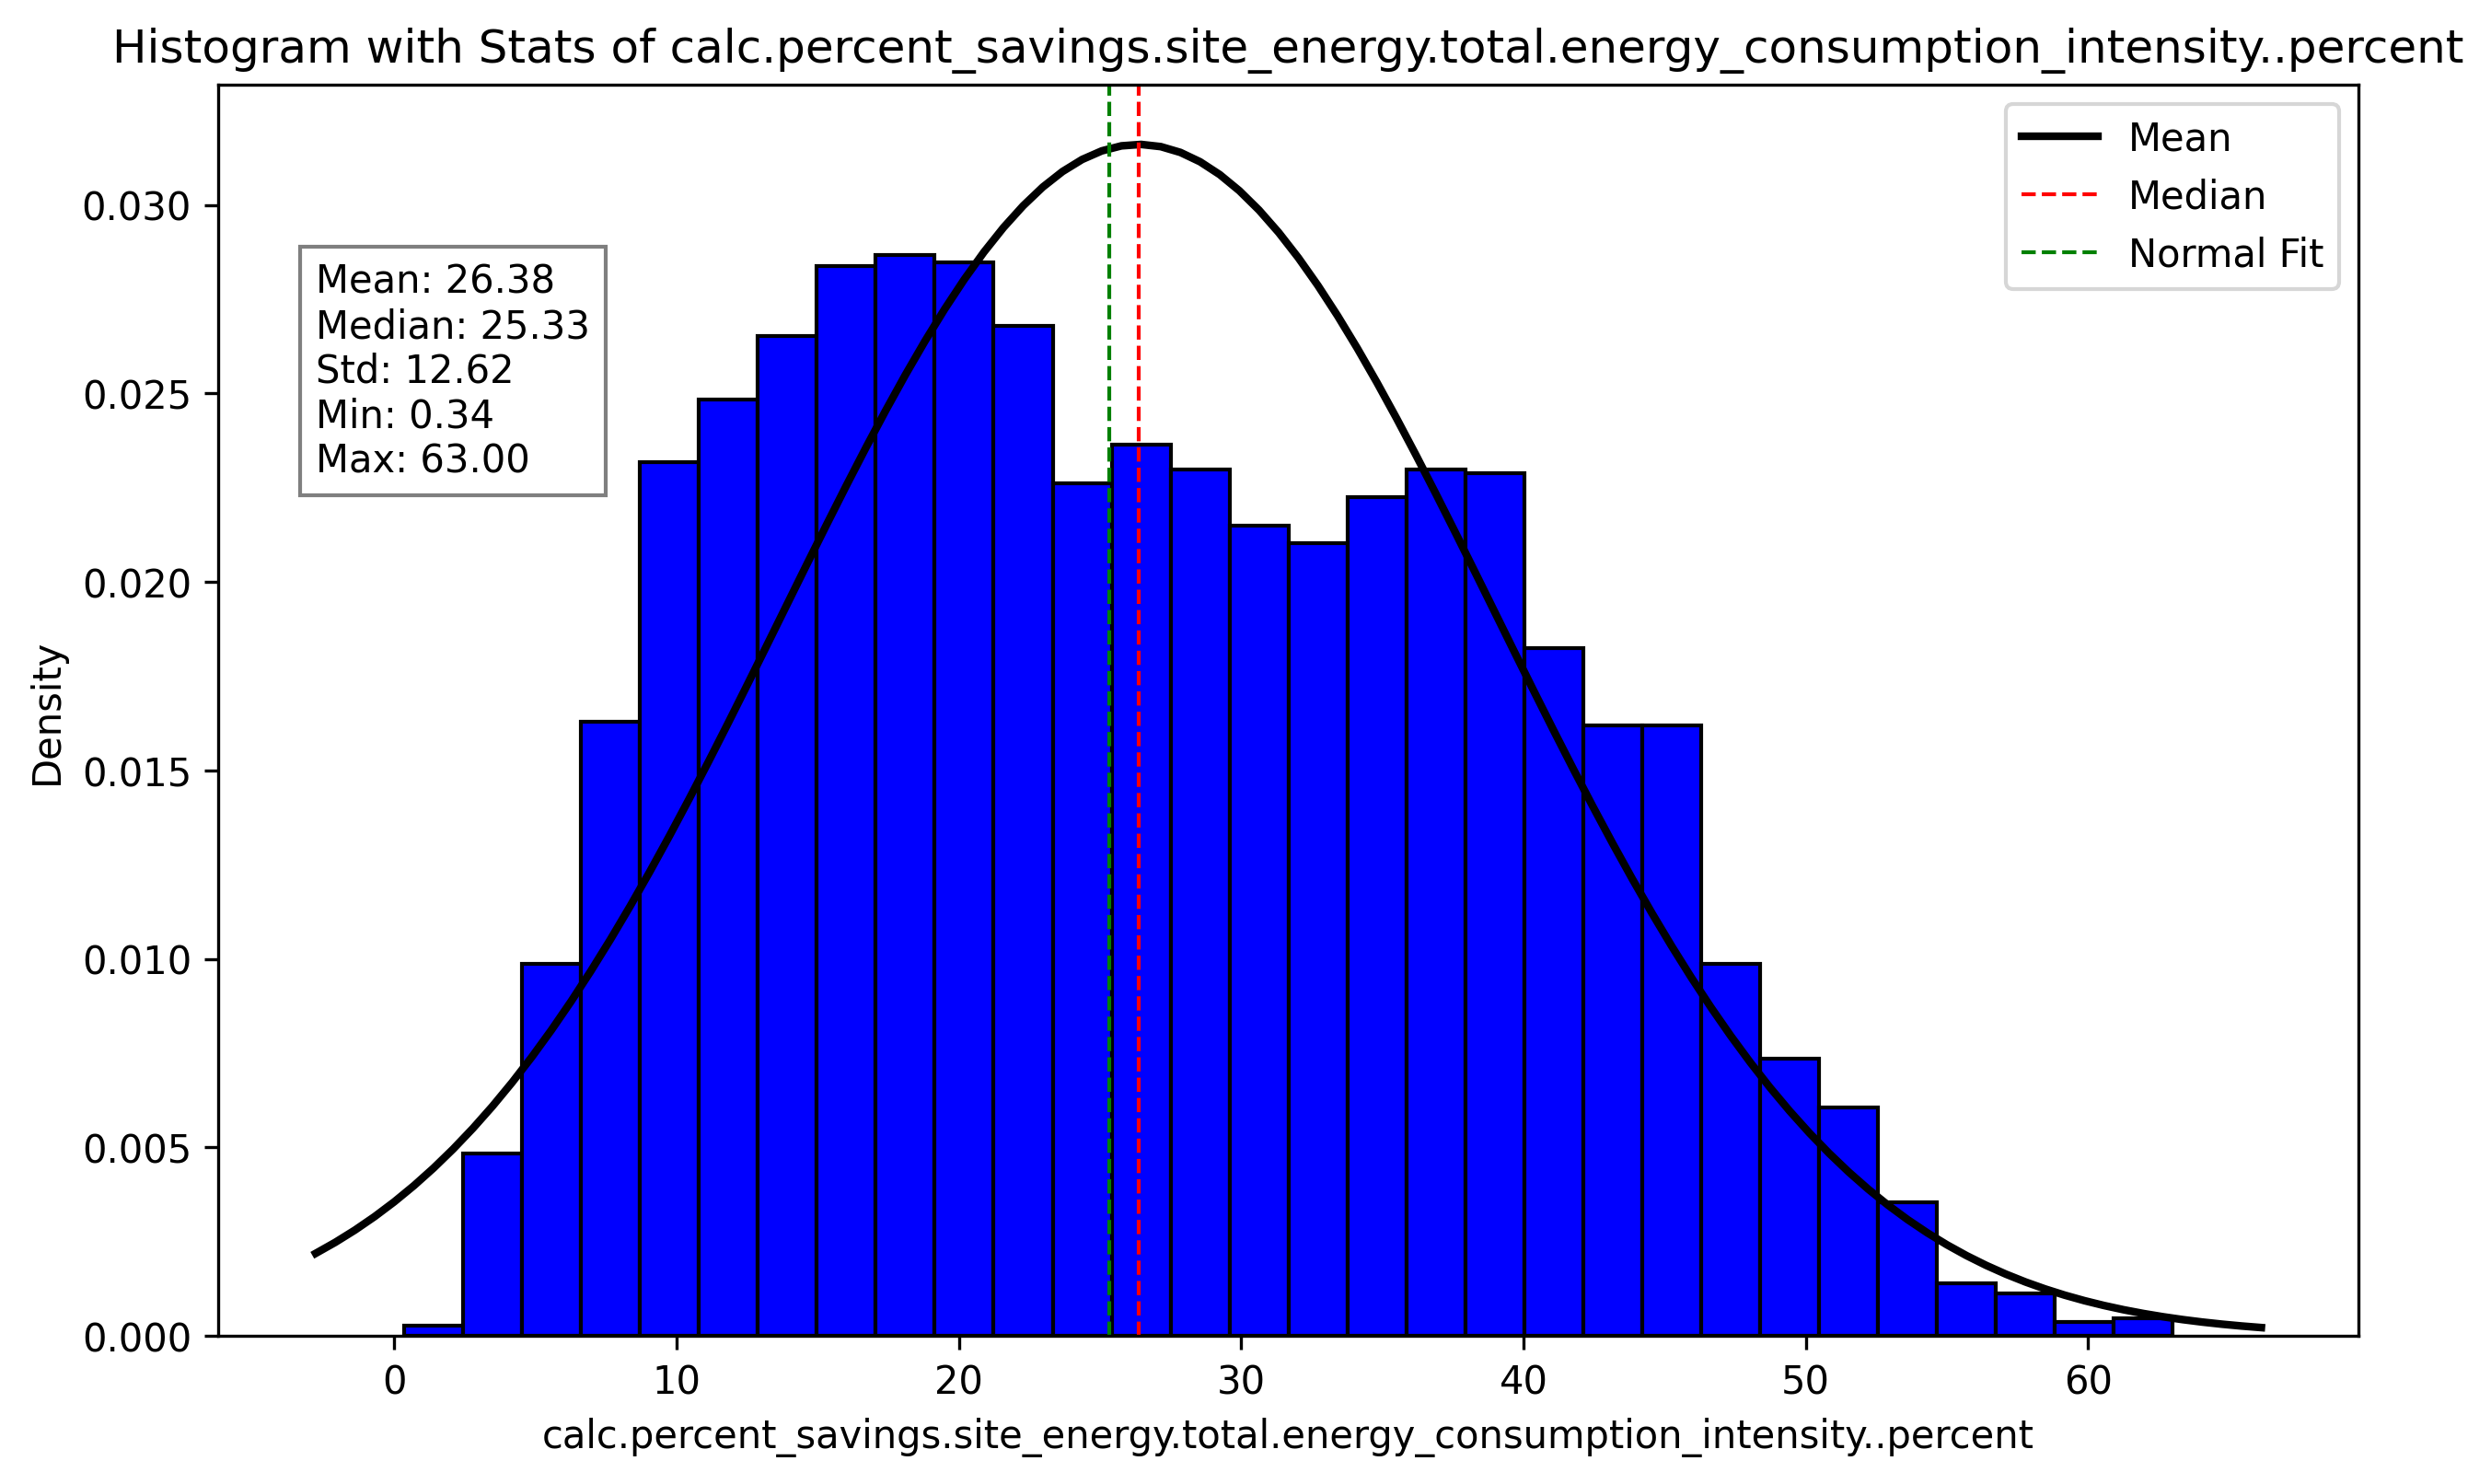 Histogram with Stats of calc.percent_savings.site_energy.total.energy_consumption_intensity..percent
Mean
Median
Normal Fit
Mean: 26.38
Median: 25.33
Std: 12.62
Min: 0.34
Max: 63.00
Density
0.030
0.025
0.020
0.015
0.010
0.005
0.000
0 10 20 30 40 50 60
calc.percent_savings.site_energy.total.energy_consumption_intensity..percent